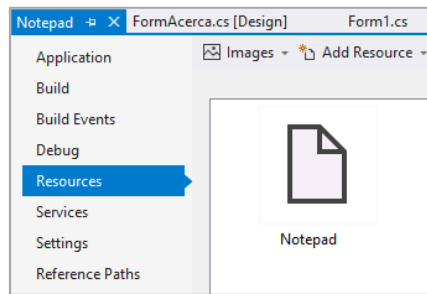 Notepad FormAcerca.cs [Design] Form1.cs
Application
Build
Build Events
Debug
Resources
Services
Settings
Reference Paths
Images Add Resource
Notepad